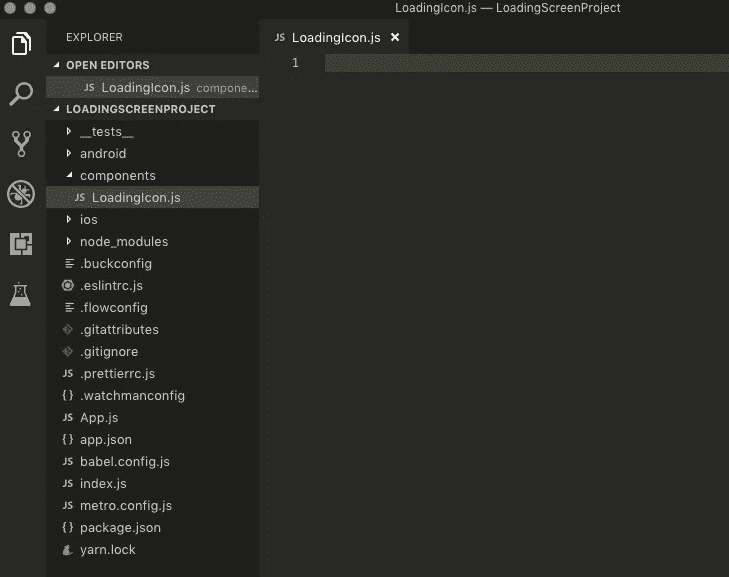 LoadingIcon.js — LoadingScreenProject
EXPLORER
JS LoadingIcon.js ×
OPEN EDITORS
JS LoadingIcon.js compone...
LOADINGSCREENPROJECT
__tests__
android
components
JS LoadingIcon.js
ios
node_modules
.buckconfig
.eslintrc.js
.flowconfig
.gitattributes
.gitignore
JS .prettierrc.js
{ } .watchmanconfig
JS App.js
{ } app.json
JS babel.config.js
JS index.js
JS metro.config.js
{ } package.json
yarn.lock
1